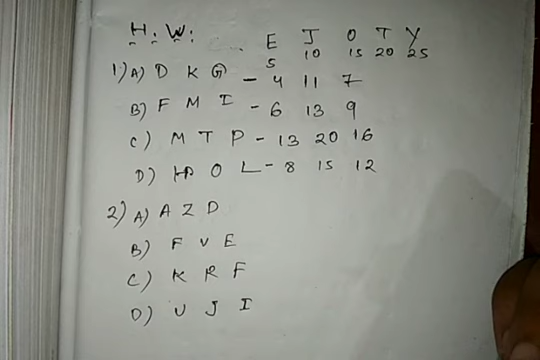 H. W:
E J O T Y
5 10 15 20 25
1) A) D K G - 4 11 7
B) F M I - 6 13 9
C) M T P - 13 20 16
D) H O L - 8 15 12
2) A) A Z D
B) F V E
C) K R F
D) U J I